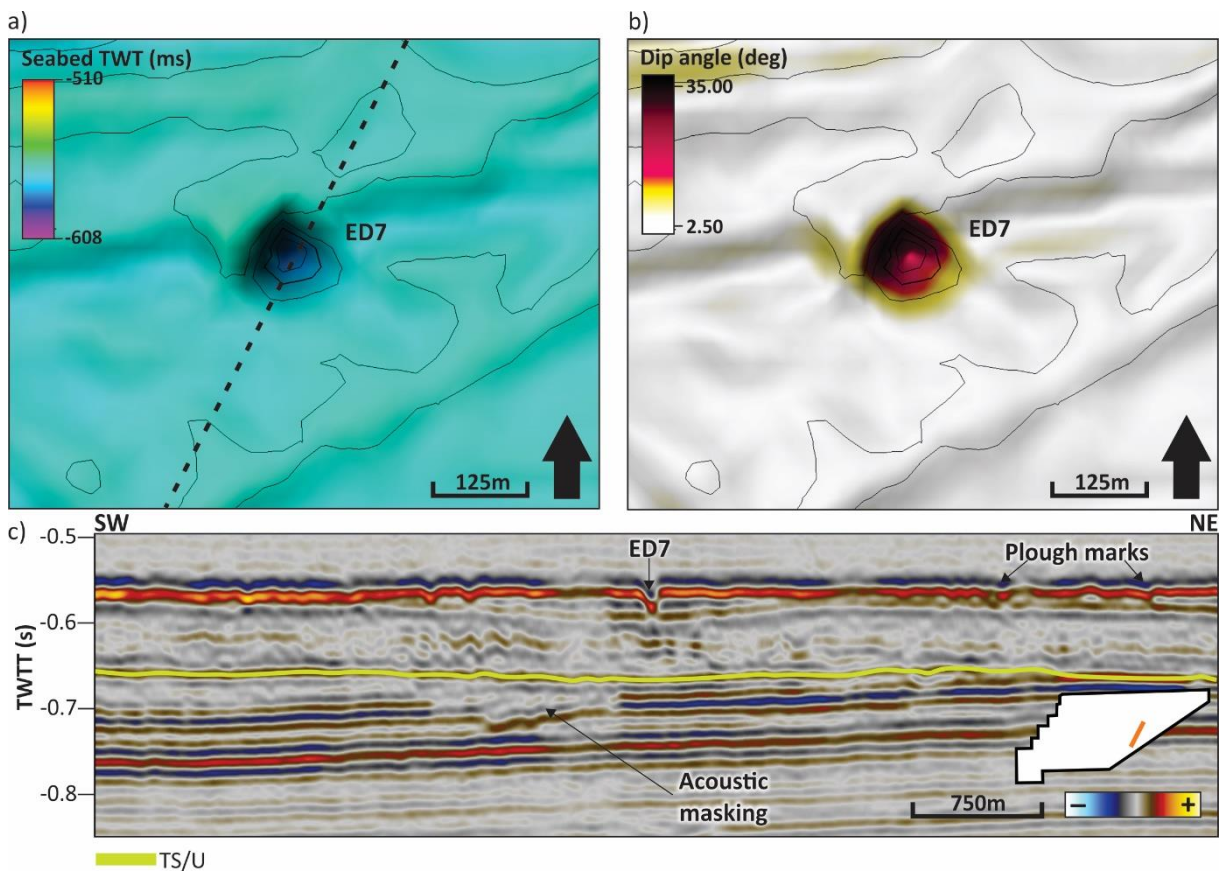 a)
Seabed TWT (ms)
-510
-608
ED7
125m
b)
Dip angle (deg)
35.00
2.50
ED7
125m
c)
SW
NE
-0.5
-0.6
-0.7
-0.8
TWTT (s)
ED7
Plough marks
Acoustic
masking
750m
− +
TS/U